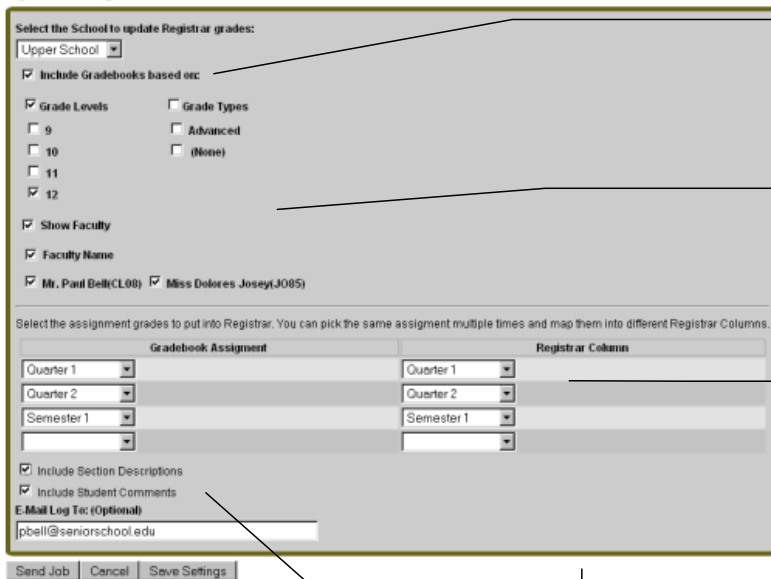 Select the School to update Registrar grades:
Upper School
Include Gradebooks based on:
Grade Levels Grade Types
9 Advanced
10 (None)
11
12
Show Faculty
Faculty Name
Mr. Paul Bell(CL08) Miss Dolores Josey(JO85)
Select the assignment grades to put into Registrar. You can pick the same assigment multiple times and map them into different Registrar Columns.
Gradebook Assigment Registrar Column
Quarter 1 Quarter 1
Quarter 2 Quarter 2
Semester 1 Semester 1
Include Section Descriptions
Include Student Comments
E-Mail Log To: (Optional)
pbell@seniorschool.edu
Send Job Cancel Save Settings